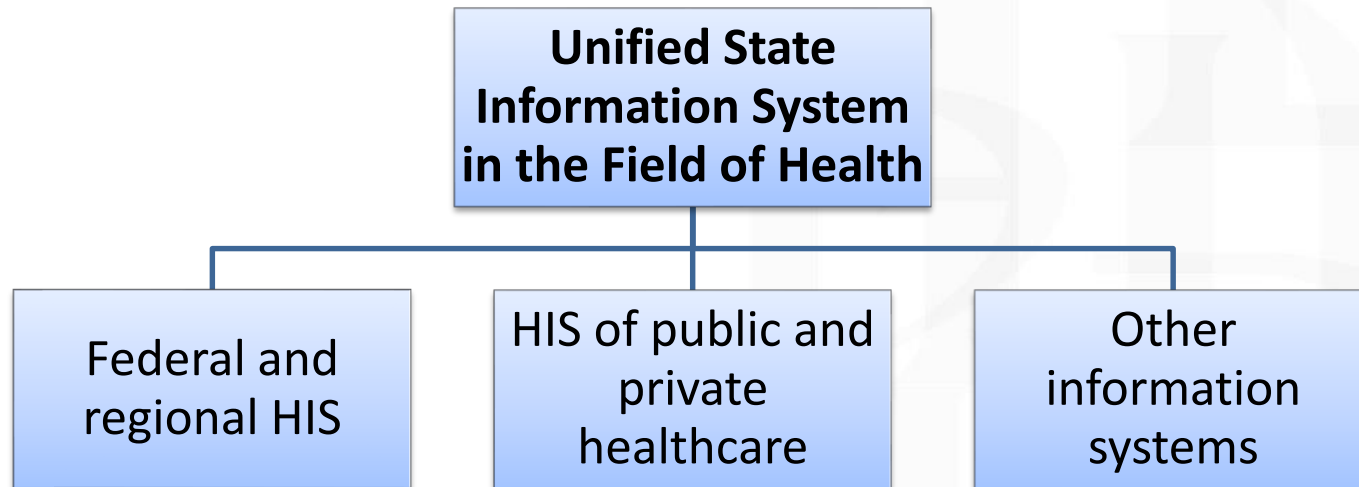 Unified State
Information System
in the Field of Health
Federal and
regional HIS
HIS of public and
private
healthcare
Other
information
systems